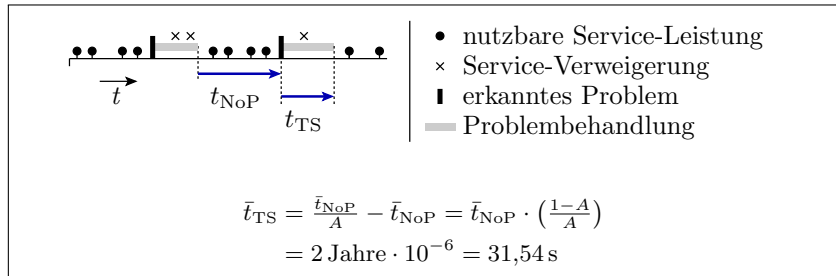 • nutzbare Service-Leistung
× Service-Verweigerung
erkanntes Problem
Problembehandlung
t
t_NoP
t_TS
t̄_TS = t̄_NoP/A − t̄_NoP = t̄_NoP · ((1−A)/A)
= 2 Jahre · 10^−6 = 31,54 s